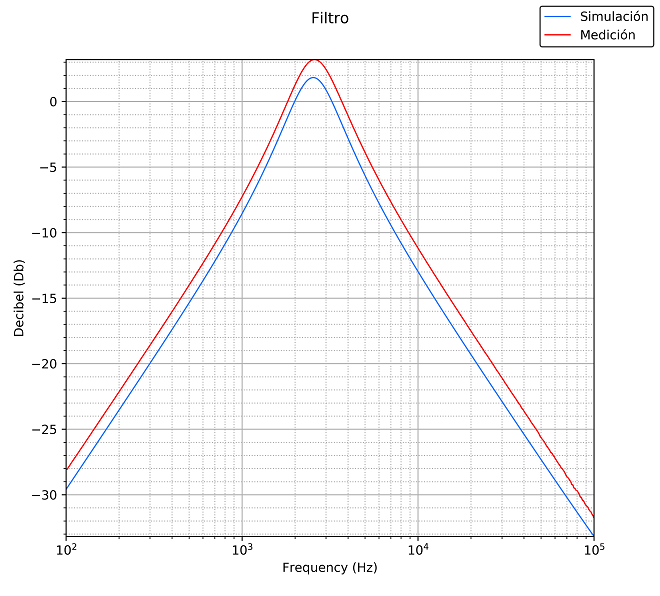 Filtro
Simulación
Medición
Decibel (Db)
0
−5
−10
−15
−20
−25
−30
10²
10³
10⁴
10⁵
Frequency (Hz)